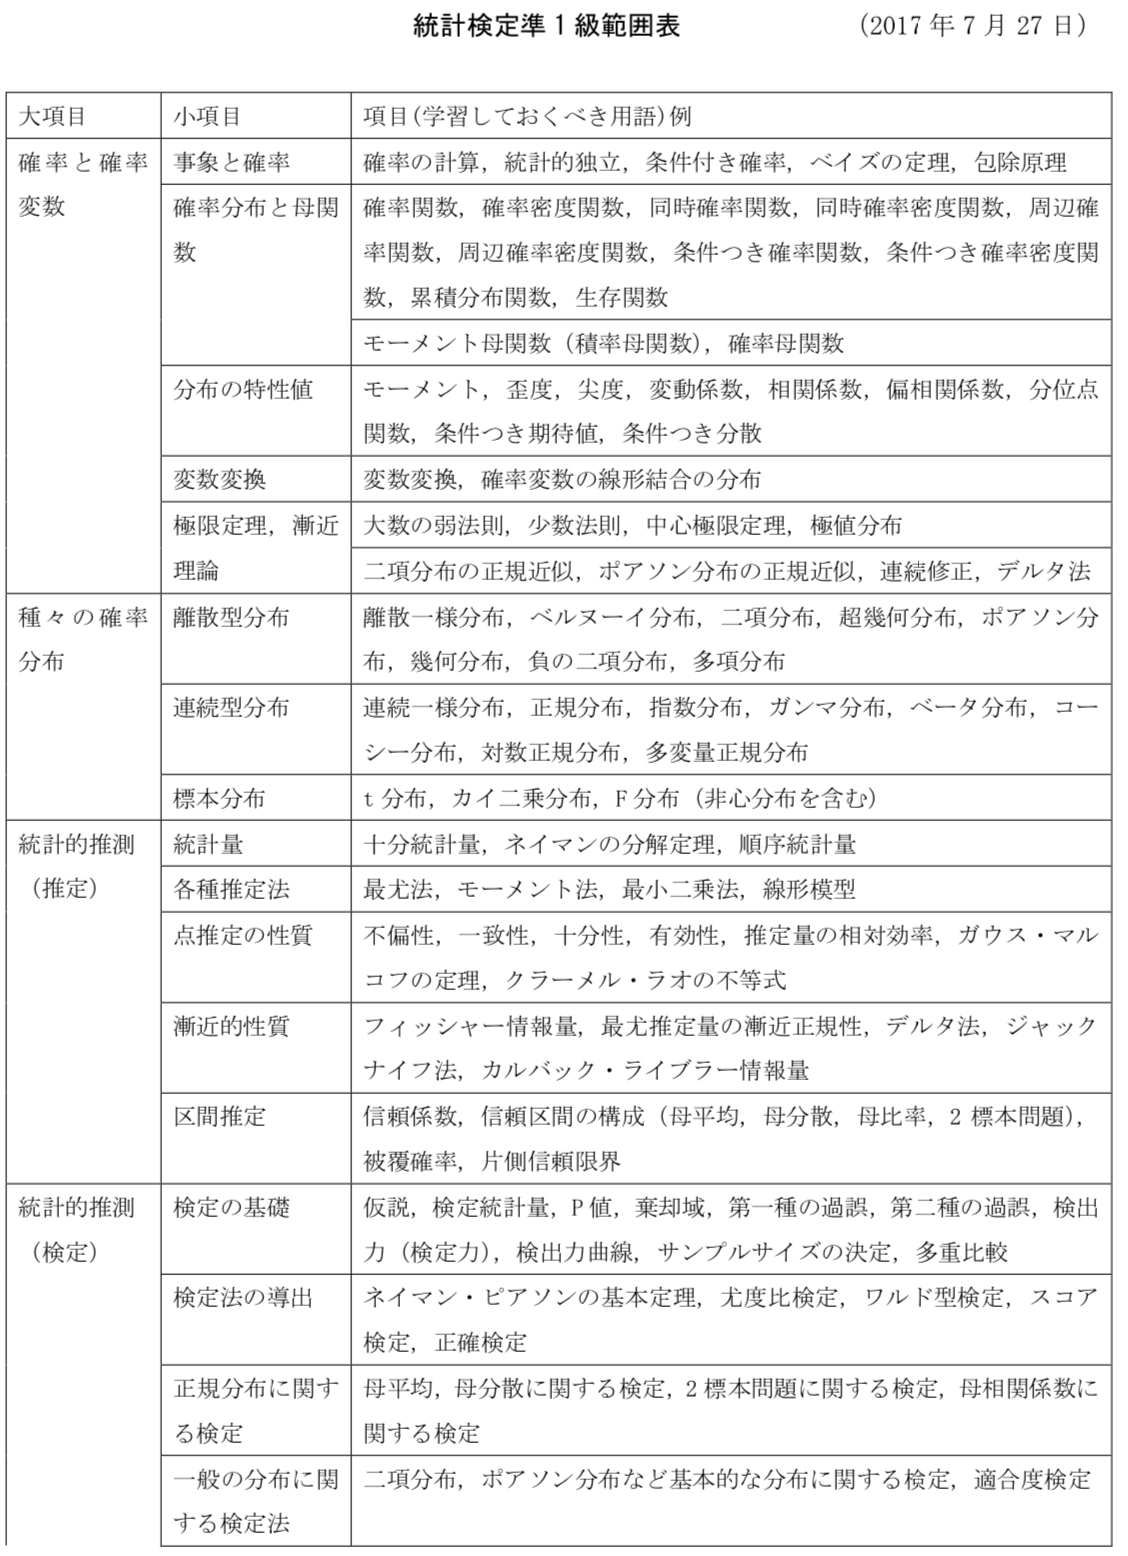 統計検定準1級範囲表 （2017年7月27日）
大項目 小項目 項目(学習しておくべき用語)例
確率と確率変数 事象と確率 確率の計算，統計的独立，条件付き確率，ベイズの定理，包除原理
確率分布と母関数 確率関数，確率密度関数，同時確率関数，同時確率密度関数，周辺確
率関数，周辺確率密度関数，条件つき確率関数，条件つき確率密度関
数，累積分布関数，生存関数
モーメント母関数（積率母関数），確率母関数
分布の特性値 モーメント，歪度，尖度，変動係数，相関係数，偏相関係数，分位点
関数，条件つき期待値，条件つき分散
変数変換 変数変換，確率変数の線形結合の分布
極限定理，漸近理論 大数の弱法則，少数法則，中心極限定理，極値分布
二項分布の正規近似，ポアソン分布の正規近似，連続修正，デルタ法
種々の確率分布 離散型分布 離散一様分布，ベルヌーイ分布，二項分布，超幾何分布，ポアソン分
布，幾何分布，負の二項分布，多項分布
連続型分布 連続一様分布，正規分布，指数分布，ガンマ分布，ベータ分布，コー
シー分布，対数正規分布，多変量正規分布
標本分布 t分布，カイ二乗分布，F分布（非心分布を含む）
統計的推測（推定） 統計量 十分統計量，ネイマンの分解定理，順序統計量
各種推定法 最尤法，モーメント法，最小二乗法，線形模型
点推定の性質 不偏性，一致性，十分性，有効性，推定量の相対効率，ガウス・マル
コフの定理，クラーメル・ラオの不等式
漸近的性質 フィッシャー情報量，最尤推定量の漸近正規性，デルタ法，ジャック
ナイフ法，カルバック・ライブラー情報量
区間推定 信頼係数，信頼区間の構成（母平均，母分散，母比率，2標本問題），
被覆確率，片側信頼限界
統計的推測（検定） 検定の基礎 仮説，検定統計量，P値，棄却域，第一種の過誤，第二種の過誤，検出
力（検定力），検出力曲線，サンプルサイズの決定，多重比較
検定法の導出 ネイマン・ピアソンの基本定理，尤度比検定，ワルド型検定，スコア
検定，正確検定
正規分布に関する検定 母平均，母分散に関する検定，2標本問題に関する検定，母相関係数に
関する検定
一般の分布に関する検定法 二項分布，ポアソン分布など基本的な分布に関する検定，適合度検定